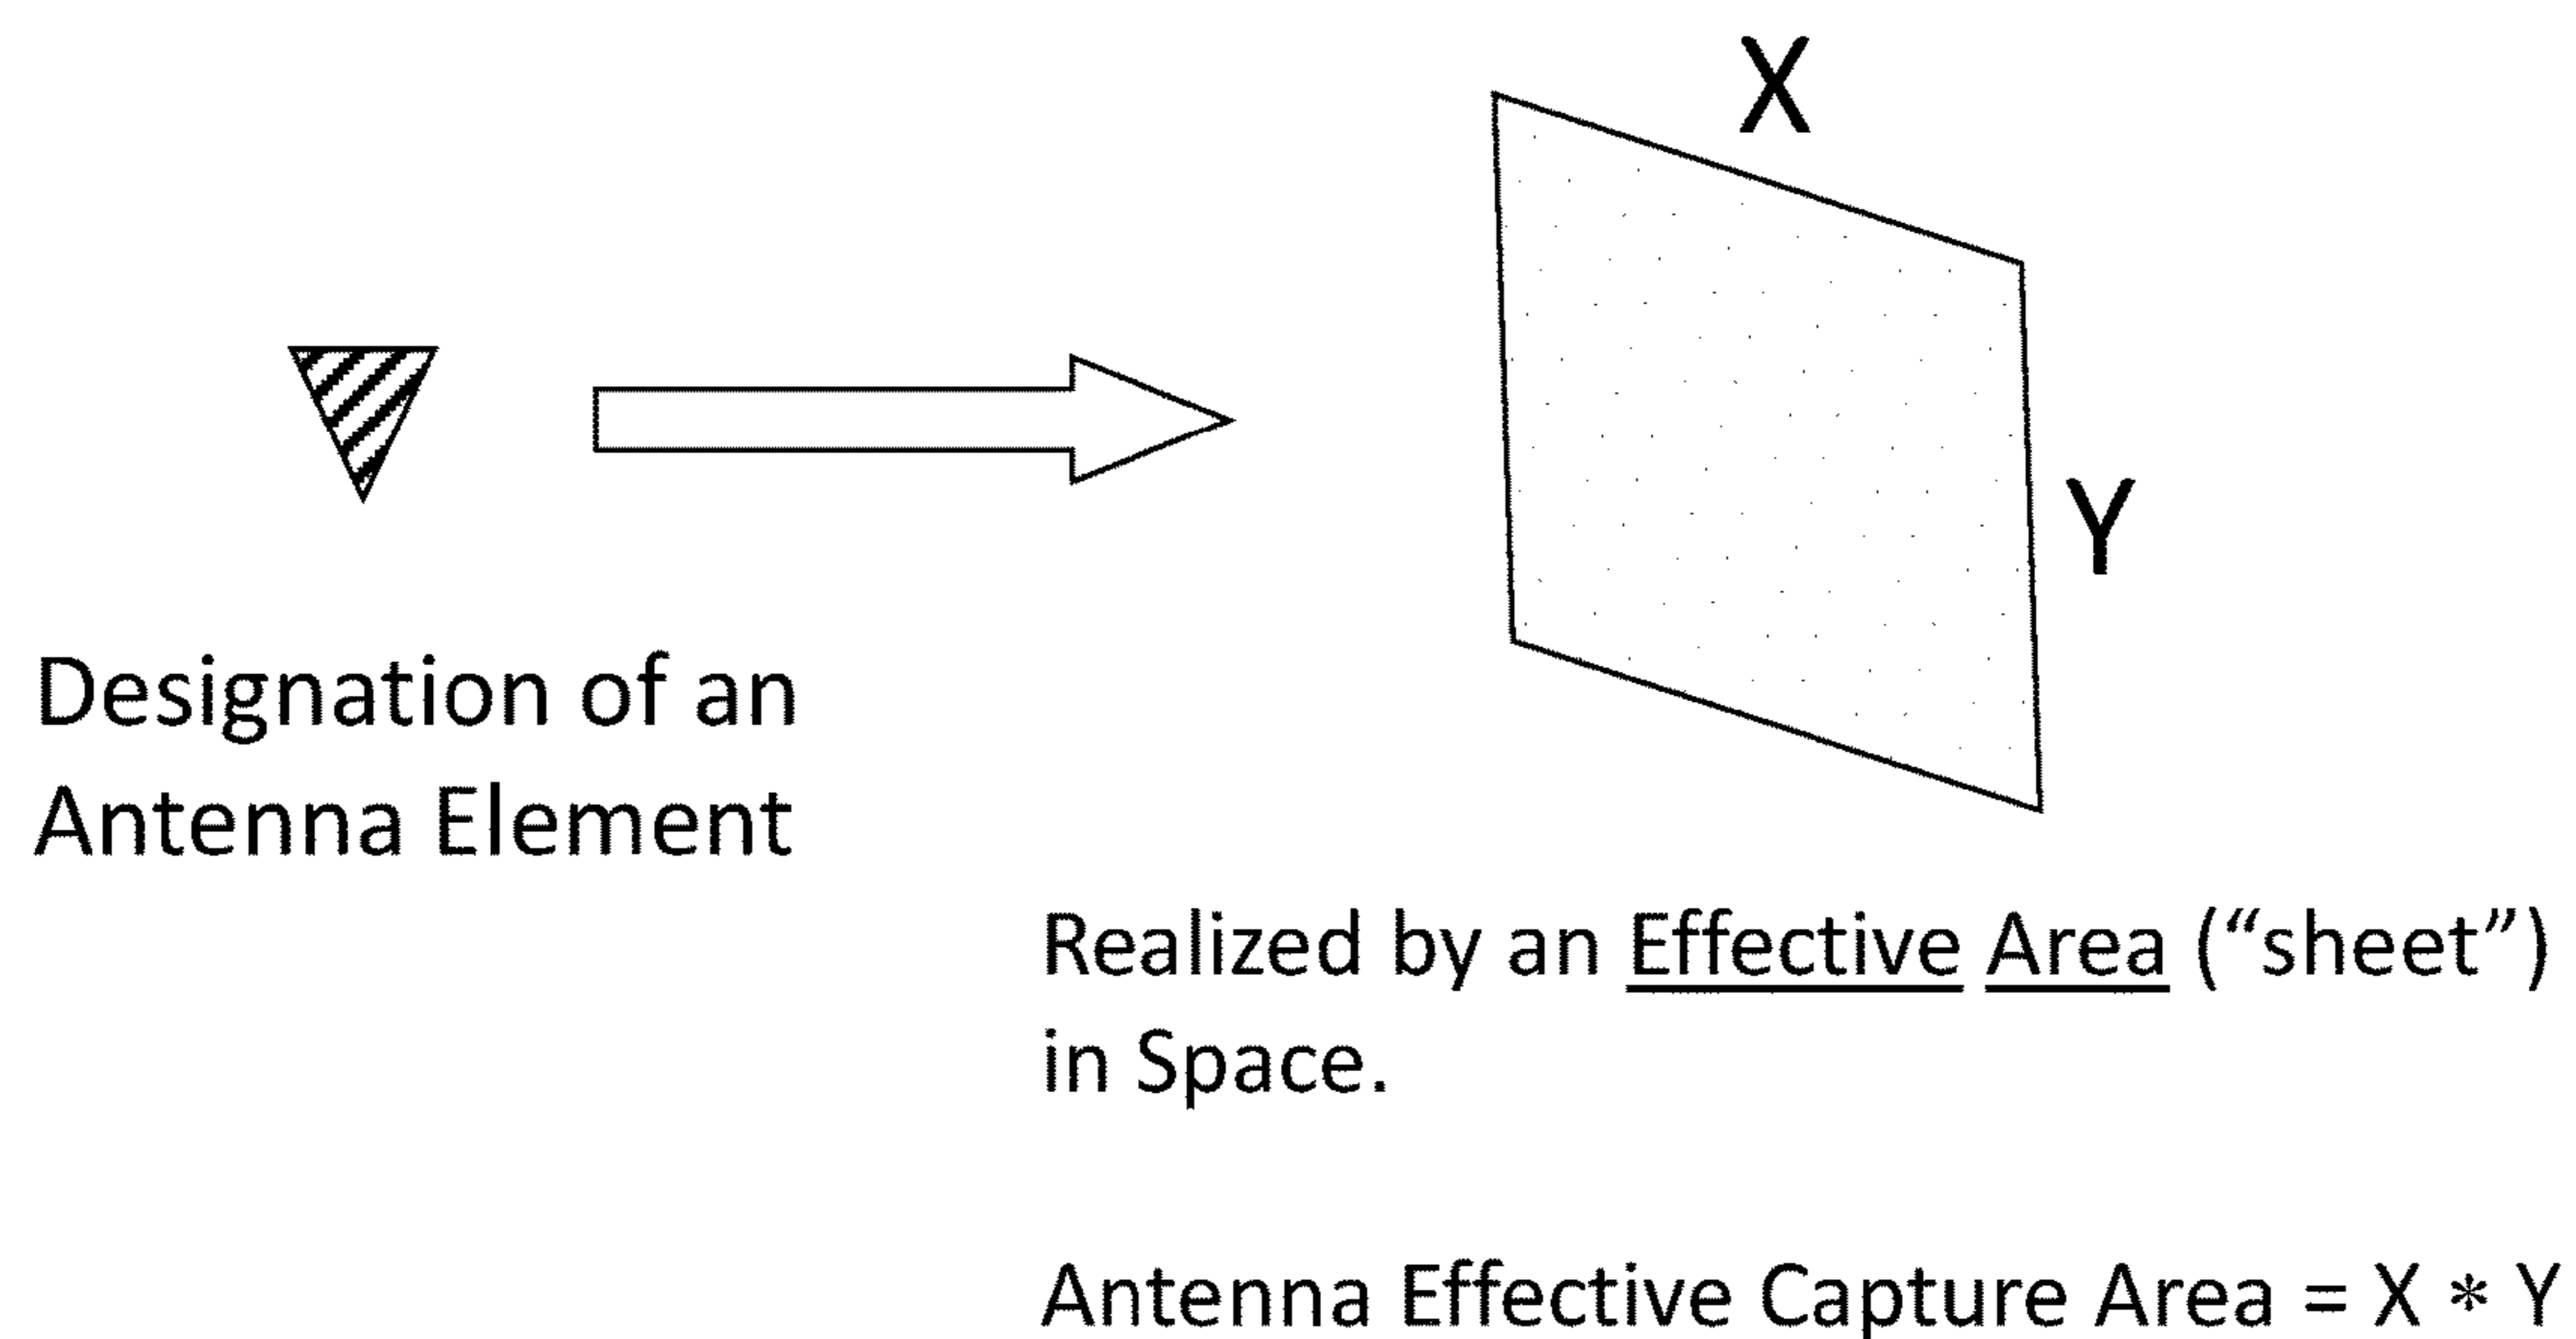 X
Y
Designation of an
Antenna Element
Realized by an Effective Area (“sheet”)
in Space.
Antenna Effective Capture Area = X * Y